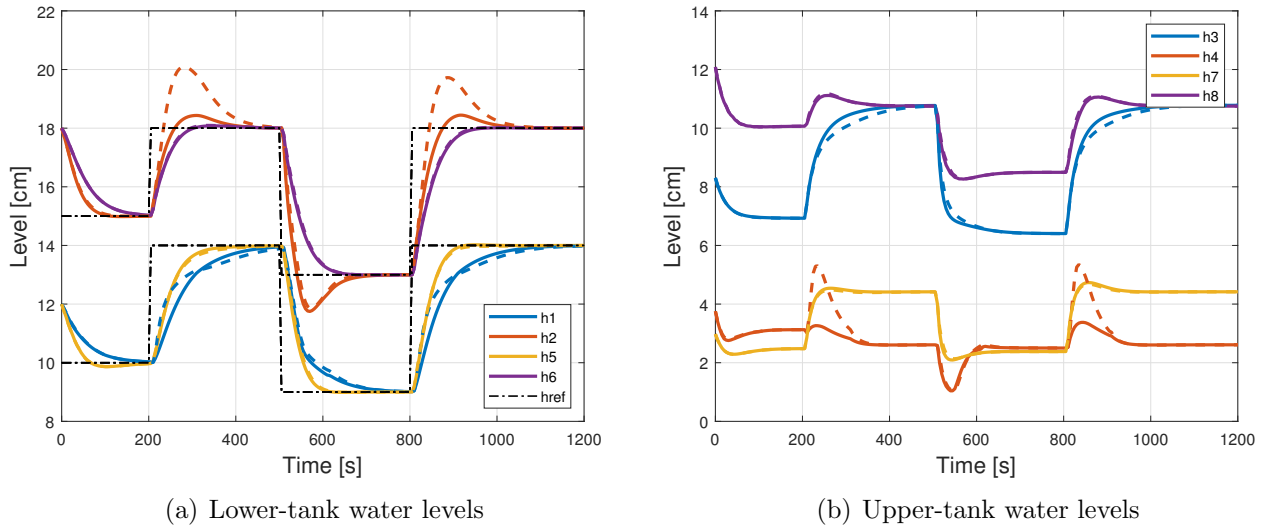 22
20
18
16
14
12
10
8
Level [cm]
h1
h2
h5
h6
href
0 200 400 600 800 1000 1200
Time [s]
(a) Lower-tank water levels
14
12
10
8
6
4
2
0
Level [cm]
h3
h4
h7
h8
0 200 400 600 800 1000 1200
Time [s]
(b) Upper-tank water levels